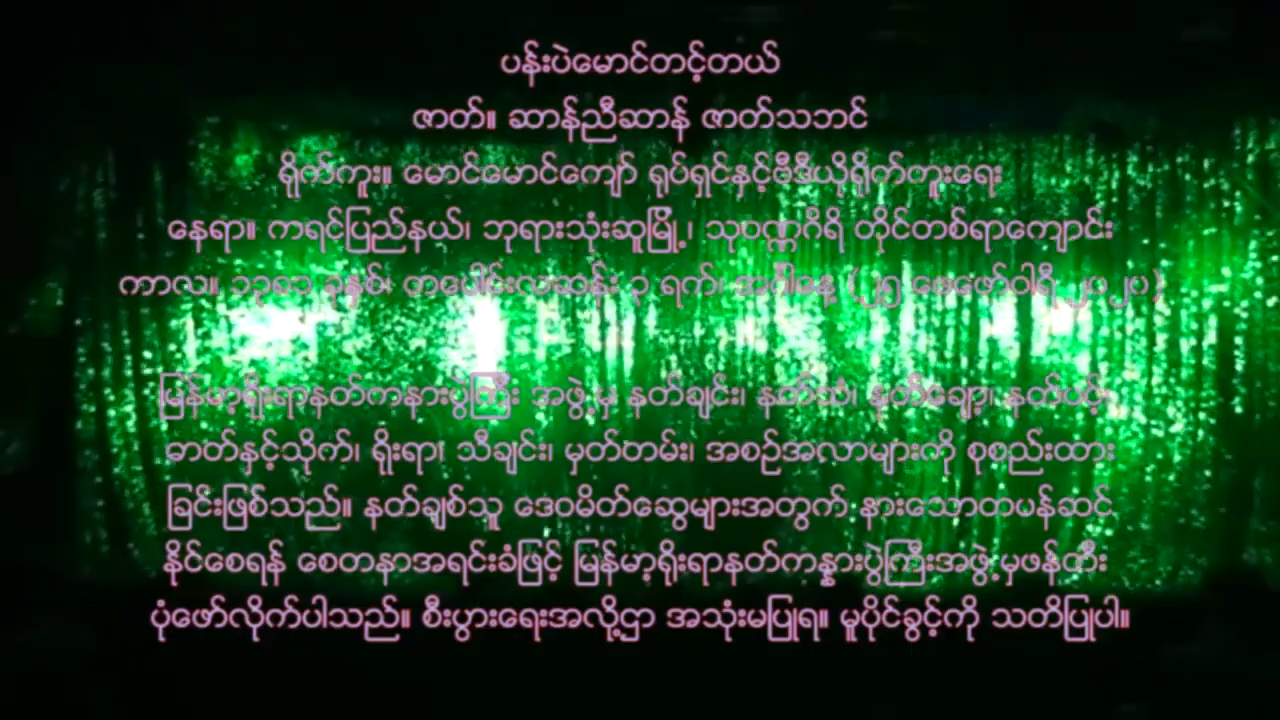 ပန်းပဲမောင်တင့်တယ်
ဇာတ်။ ဆာန်ညီဆာန် ဇာတ်သဘင်
ရိုက်ကူး။ မောင်မောင်ကျော် ရုပ်ရှင်နှင့်ဗီဒီယိုရိုက်ကူးရေး
နေရာ။ ကရင်ပြည်နယ်၊ ဘုရားသုံးဆူမြို့၊ သုဝဏ္ဏဂိရိ တိုင်တစ်ရာကျောင်း
ကာလ။ ၁၃၈၁ ခုနှစ်၊ တပေါင်းလဆန်း ၃ ရက်၊ အင်္ဂါနေ့ (၂၅ ဖေဖော်ဝါရီ ၂၀၂၀)
မြန်မာ့ရိုးရာနတ်ကနားပွဲကြီး အဖွဲ့မှ နတ်ချင်း၊ နတ်သံ၊ နတ်ချော့၊ နတ်ပင့်၊
ဓာတ်နှင့်သိုက်၊ ရိုးရာ၊ သီချင်း၊ မှတ်တမ်း၊ အစဉ်အလာများကို စုစည်းထား
ခြင်းဖြစ်သည်။ နတ်ချစ်သူ ဒေဝမိတ်ဆွေများအတွက် နားသောတပန်ဆင်
နိုင်စေရန် စေတနာအရင်းခံဖြင့် မြန်မာ့ရိုးရာနတ်ကန္နားပွဲကြီးအဖွဲ့မှဖန်တီး
ပုံဖော်လိုက်ပါသည်။ စီးပွားရေးအလို့ငှာ အသုံးမပြုရ။ မူပိုင်ခွင့်ကို သတိပြုပါ။